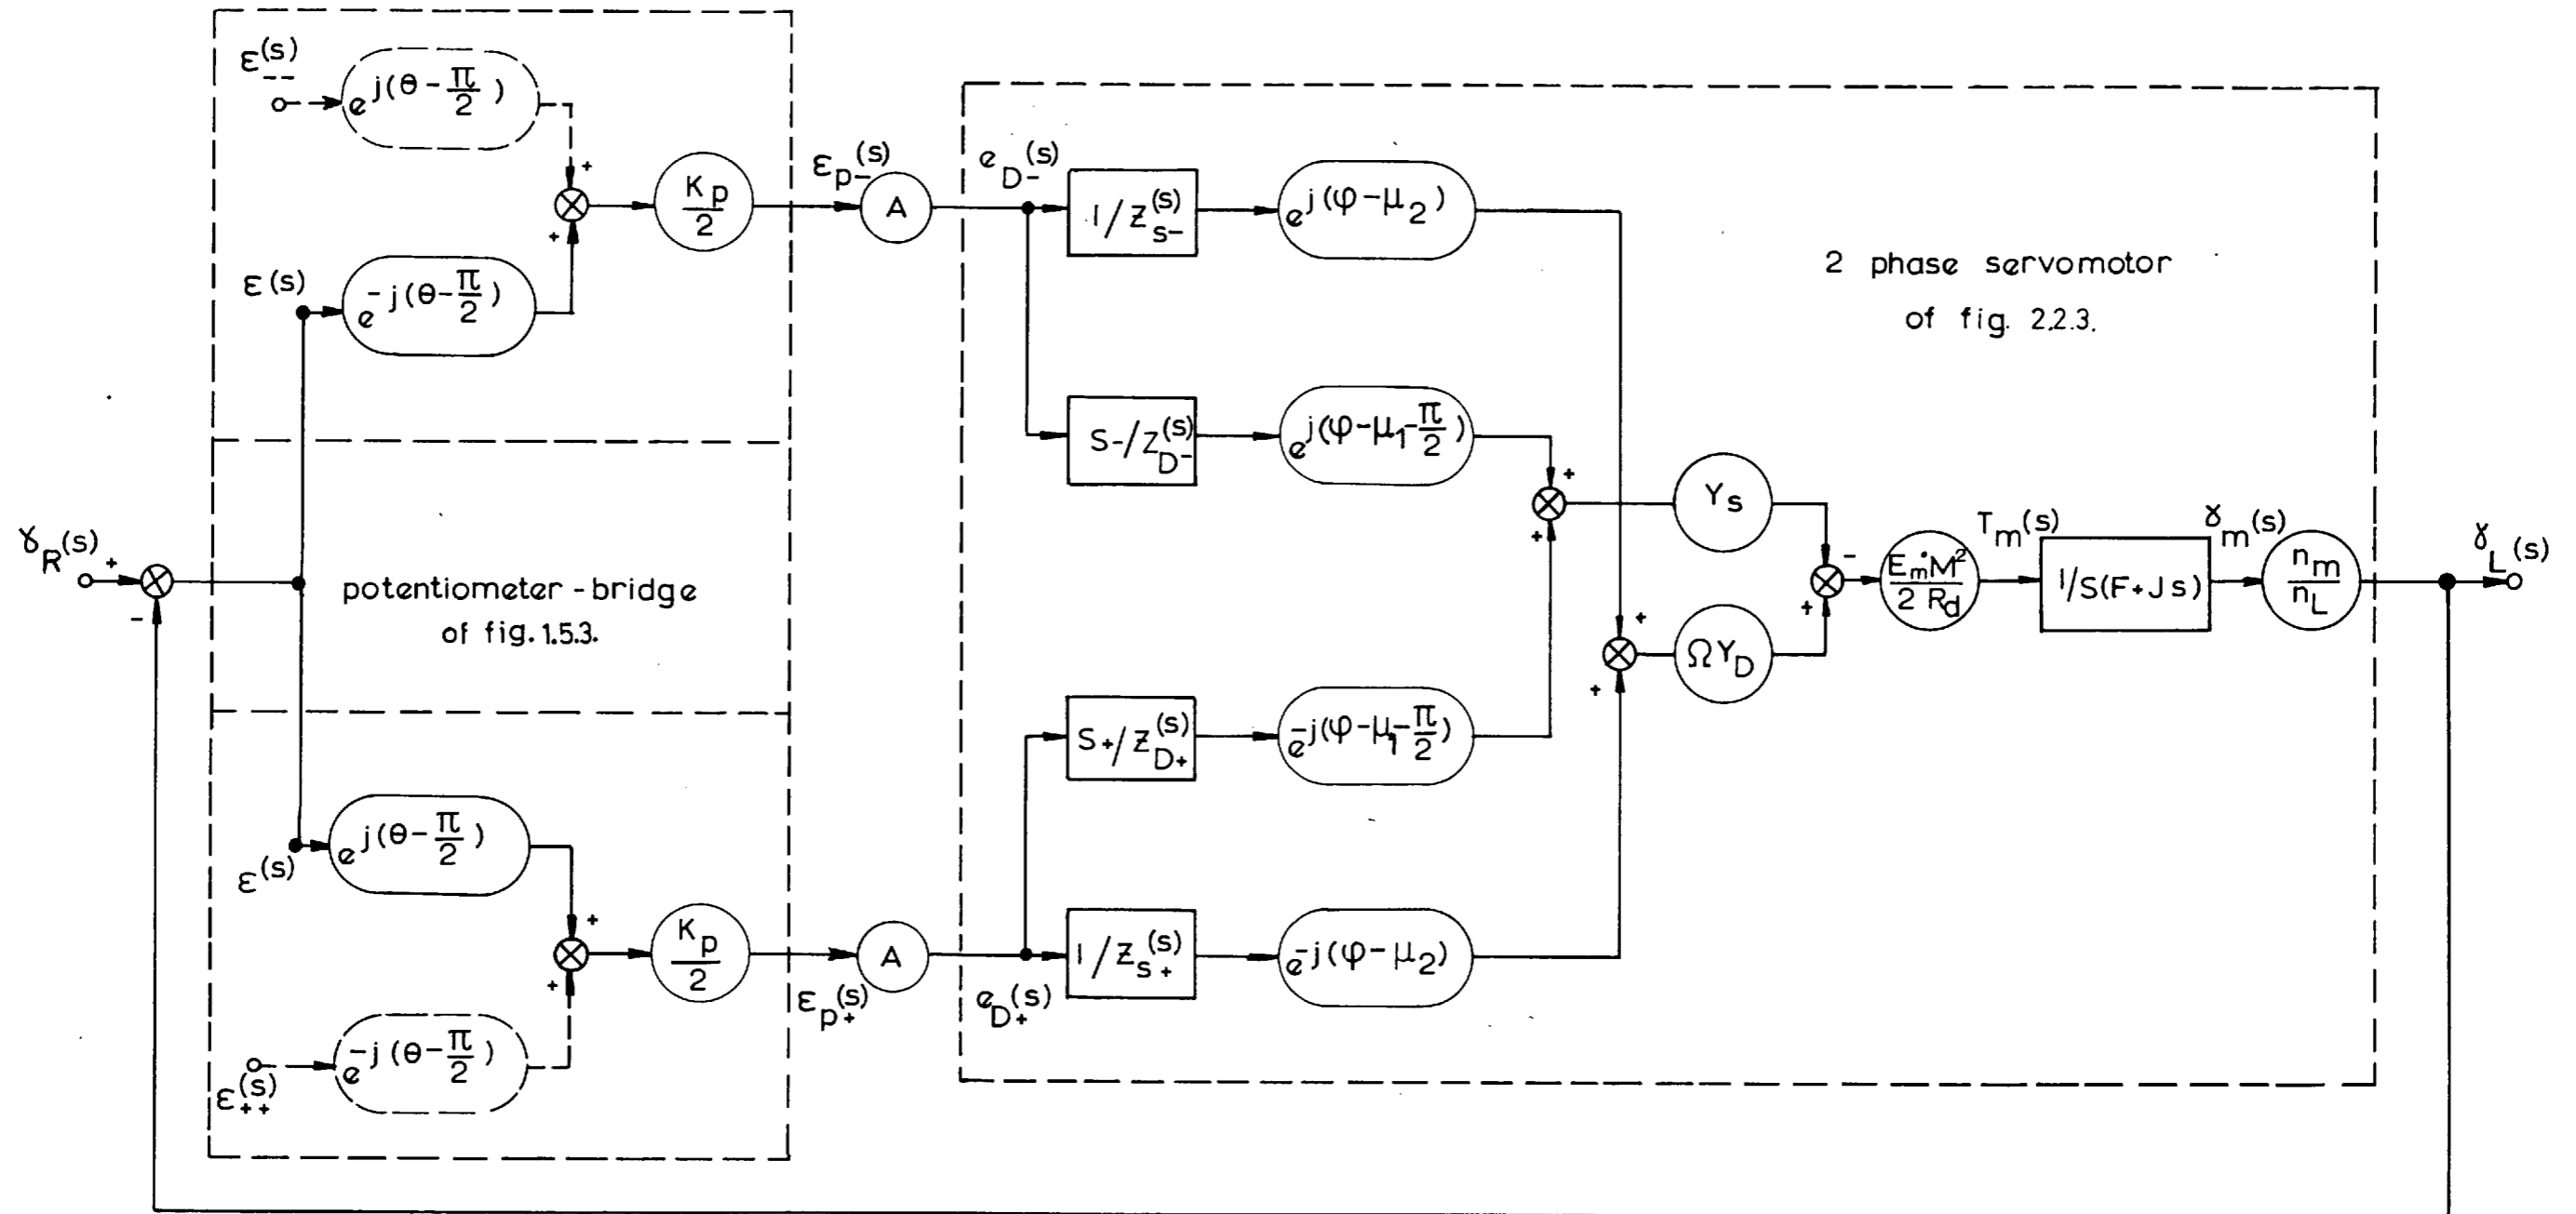 ε--(s)
e^j(θ-π/2)
+
+
Kp/2
εp-(s)
A
eD-(s)
1/Zs-(s)
e^j(φ-μ2)
ε(s)
e^-j(θ-π/2)
2 phase servomotor
of fig. 2.2.3.
S-/ZD-(s)
e^j(φ-μ1-π/2)
+
+
Ys
γR(s)
+
-
potentiometer-bridge
of fig. 1.5.3.
-
+
EmM²/2Rd
Tm(s)
1/S(F+Js)
γm(s)
nm/nL
γL(s)
+
+
ΩYD
S+/ZD+(s)
e^-j(φ-μ1-π/2)
ε(s)
e^j(θ-π/2)
+
+
Kp/2
εp+(s)
A
eD+(s)
1/Zs+(s)
e^-j(φ-μ2)
ε++(s)
e^-j(θ-π/2)